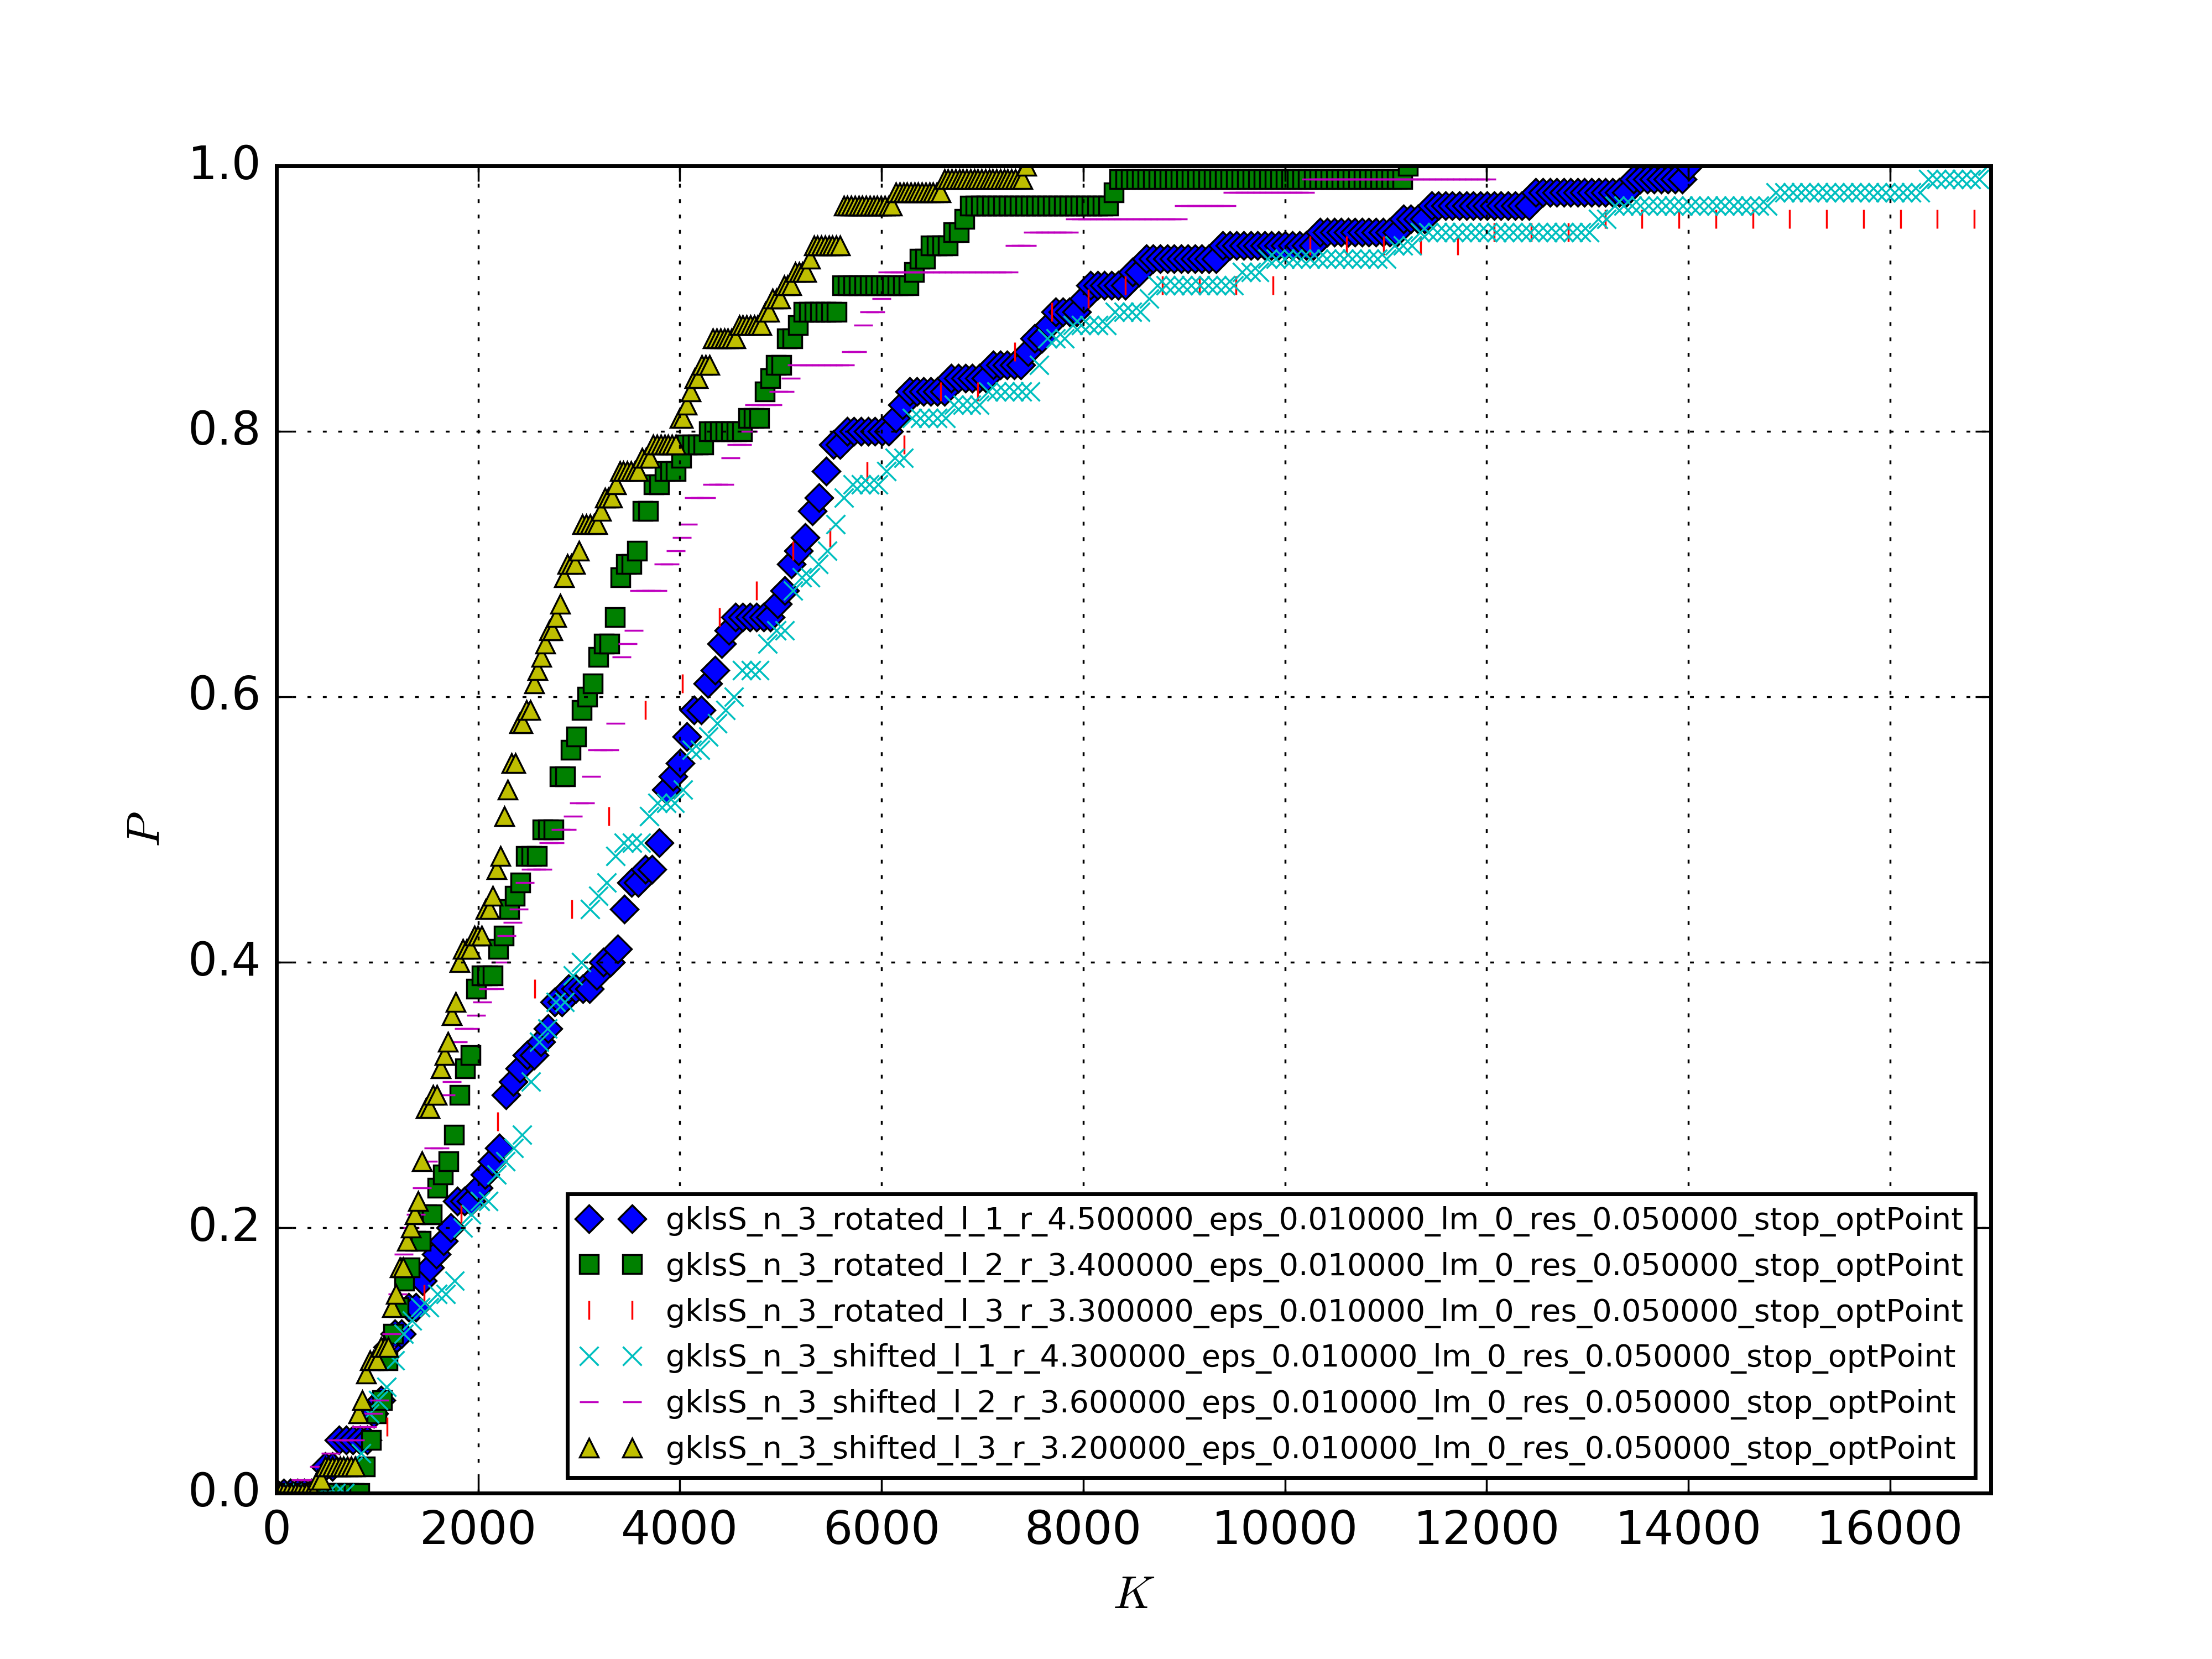 1.0
0.8
0.6
0.4
0.2
0.0
P
gklsS_n_3_rotated_l_1_r_4.500000_eps_0.010000_lm_0_res_0.050000_stop_optPoint
gklsS_n_3_rotated_l_2_r_3.400000_eps_0.010000_lm_0_res_0.050000_stop_optPoint
gklsS_n_3_rotated_l_3_r_3.300000_eps_0.010000_lm_0_res_0.050000_stop_optPoint
gklsS_n_3_shifted_l_1_r_4.300000_eps_0.010000_lm_0_res_0.050000_stop_optPoint
gklsS_n_3_shifted_l_2_r_3.600000_eps_0.010000_lm_0_res_0.050000_stop_optPoint
gklsS_n_3_shifted_l_3_r_3.200000_eps_0.010000_lm_0_res_0.050000_stop_optPoint
0 2000 4000 6000 8000 10000 12000 14000 16000
K